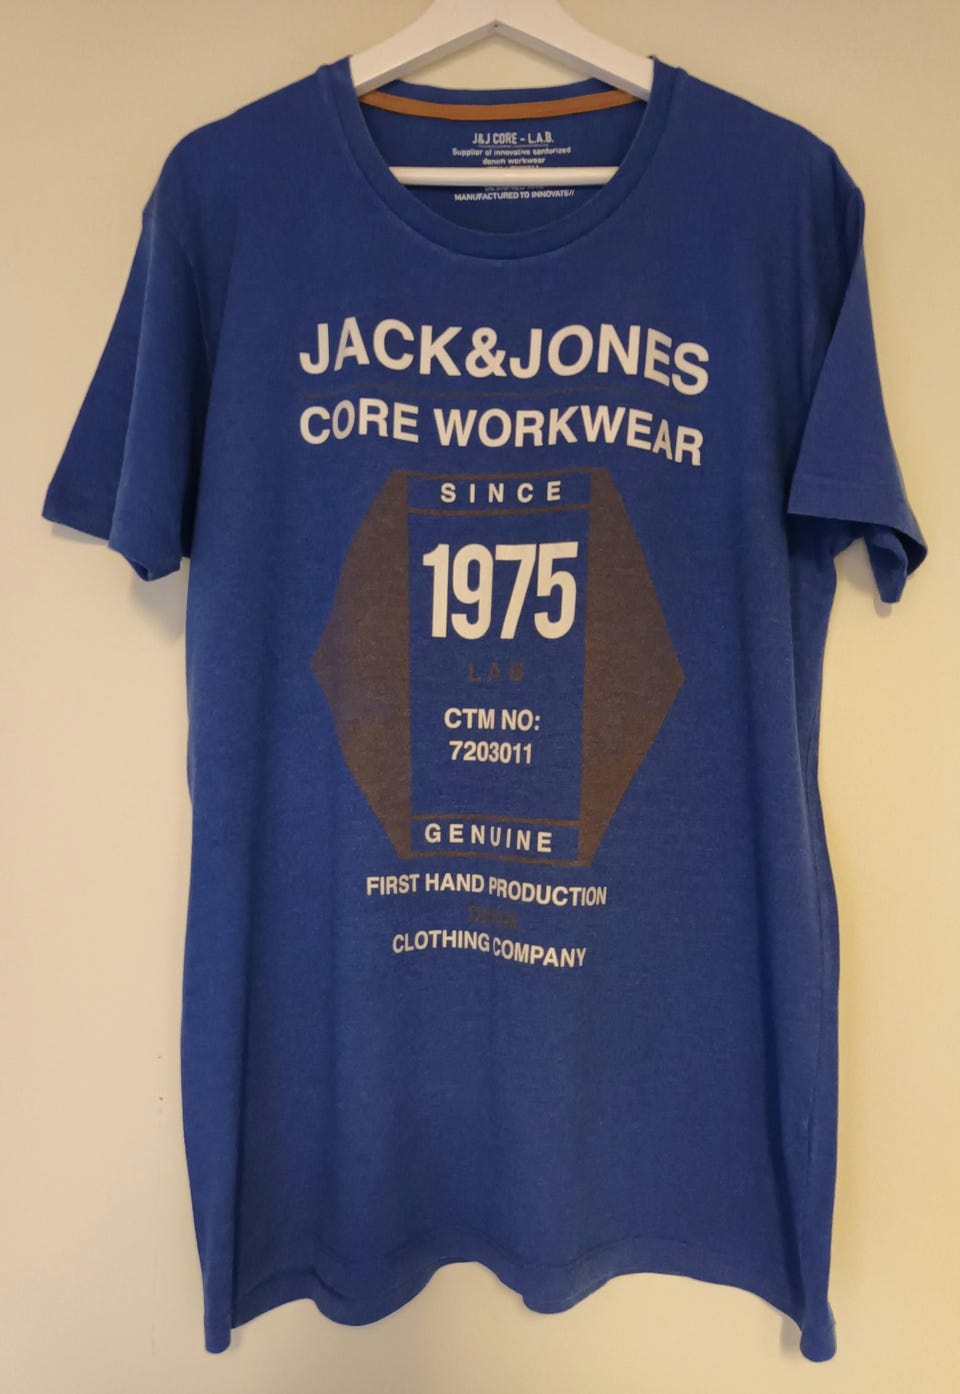 J&J CORE - L.A.B.
Supplier of innovative sanforized
denim workwear
MANUFACTURED TO INNOVATE//
JACK&JONES
CORE WORKWEAR
SINCE
1975
LAB
CTM NO:
7203011
GENUINE
FIRST HAND PRODUCTION
CLOTHING COMPANY